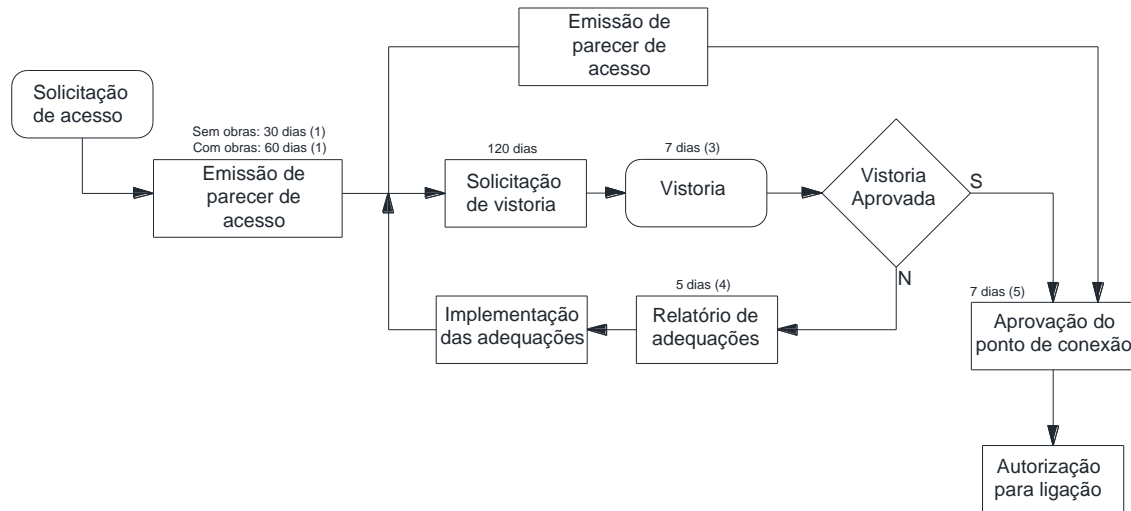 Emissão de
parecer de
acesso
Solicitação
de acesso
Sem obras: 30 dias (1)
Com obras: 60 dias (1)
Emissão de
parecer de
acesso
120 dias
Solicitação
de vistoria
7 dias (3)
Vistoria
Vistoria
Aprovada
S
N
5 dias (4)
Relatório de
adequações
Implementação
das adequações
7 dias (5)
Aprovação do
ponto de conexão
Autorização
para ligação